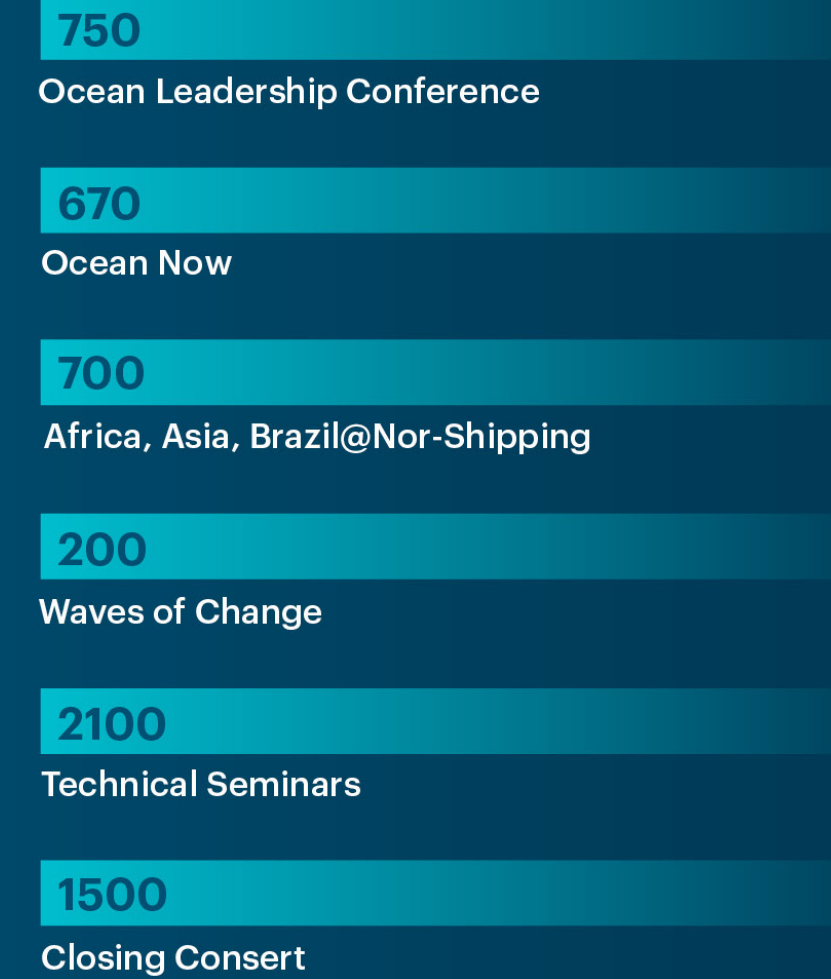 750
Ocean Leadership Conference
670
Ocean Now
700
Africa, Asia, Brazil@Nor-Shipping
200
Waves of Change
2100
Technical Seminars
1500
Closing Consert